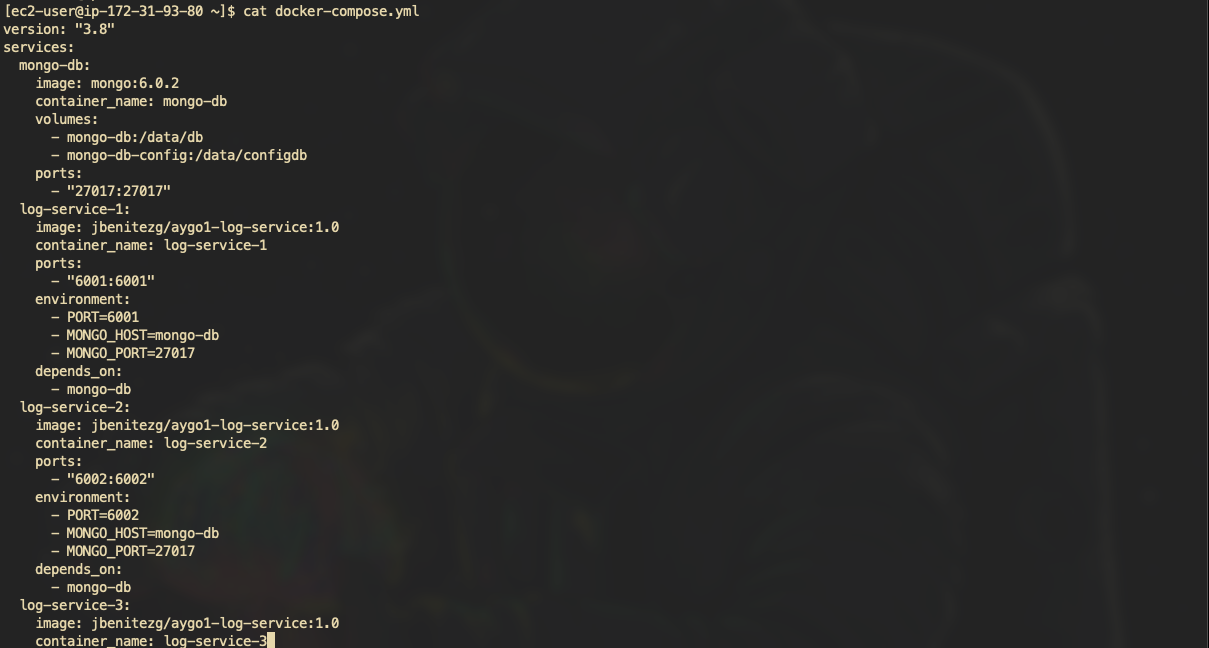 [ec2-user@ip-172-31-93-80 ~]$ cat docker-compose.yml
version: "3.8"
services:
  mongo-db:
    image: mongo:6.0.2
    container_name: mongo-db
    volumes:
      - mongo-db:/data/db
      - mongo-db-config:/data/configdb
    ports:
      - "27017:27017"
  log-service-1:
    image: jbenitezg/aygo1-log-service:1.0
    container_name: log-service-1
    ports:
      - "6001:6001"
    environment:
      - PORT=6001
      - MONGO_HOST=mongo-db
      - MONGO_PORT=27017
    depends_on:
      - mongo-db
  log-service-2:
    image: jbenitezg/aygo1-log-service:1.0
    container_name: log-service-2
    ports:
      - "6002:6002"
    environment:
      - PORT=6002
      - MONGO_HOST=mongo-db
      - MONGO_PORT=27017
    depends_on:
      - mongo-db
  log-service-3:
    image: jbenitezg/aygo1-log-service:1.0
    container_name: log-service-3